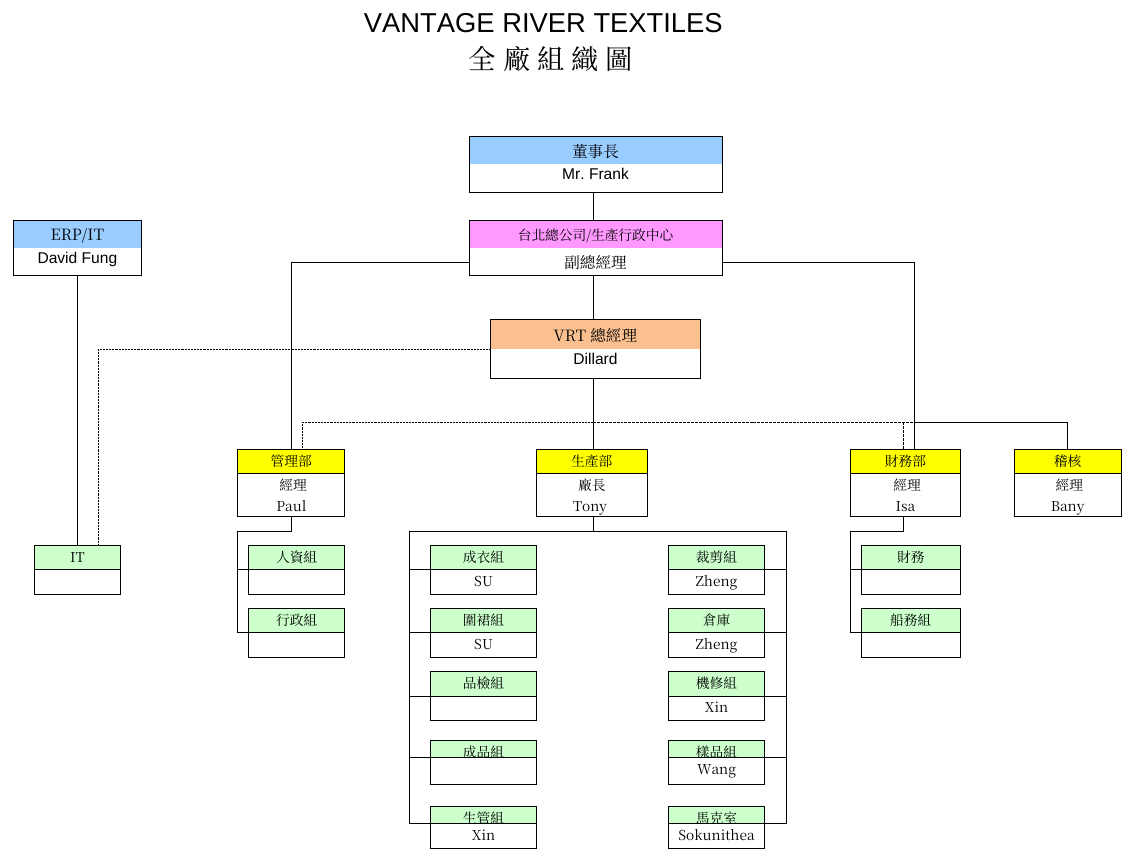 VANTAGE RIVER TEXTILES
全廠組織圖
董事長
Mr. Frank
ERP/IT
David Fung
台北總公司/生產行政中心
副總經理
VRT 總經理
Dillard
管理部
經理
Paul
生產部
廠長
Tony
財務部
經理
Isa
稽核
經理
Bany
IT
人資組
行政組
成衣組
SU
圍裙組
SU
品檢組
成品組
生管組
Xin
裁剪組
Zheng
倉庫
Zheng
機修組
Xin
樣品組
Wang
馬克室
Sokunithea
財務
船務組